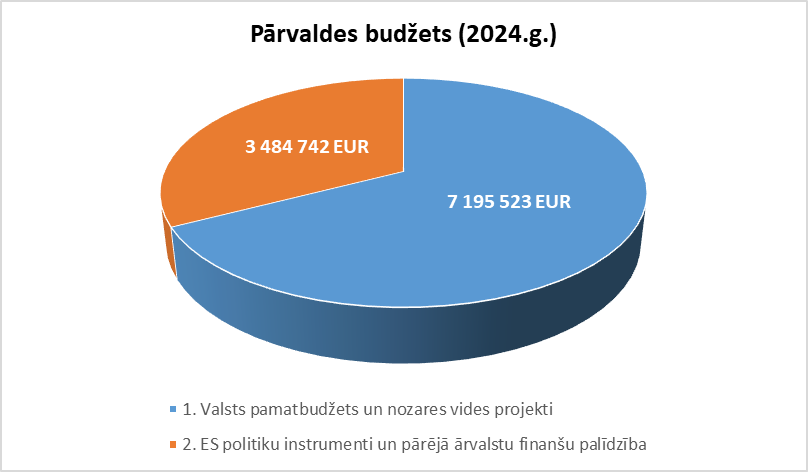 Pārvaldes budžets (2024.g.)
3 484 742 EUR
7 195 523 EUR
1. Valsts pamatbudžets un nozares vides projekti
2. ES politiku instrumenti un pārējā ārvalstu finanšu palīdzība